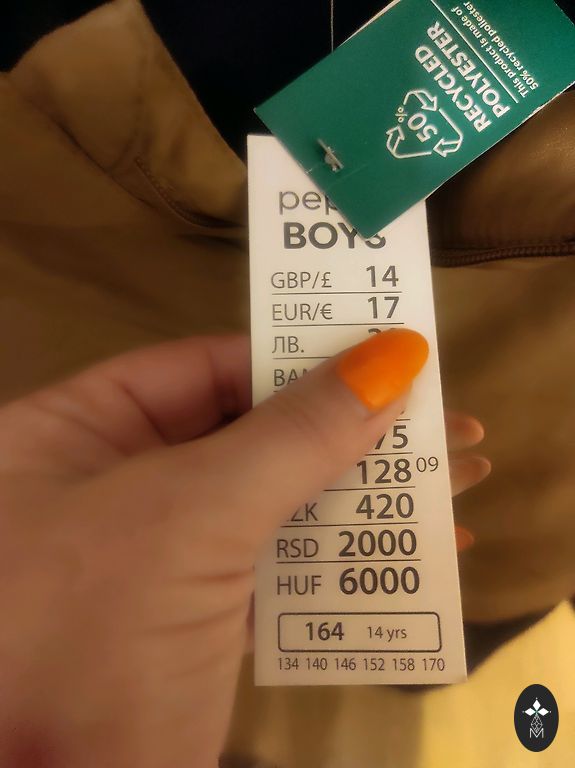 50%
RECYCLED
POLYESTER
This product is made of
50% recycled polyester
BOYS
GBP/£ 14
EUR/€ 17
ЛВ.
75
128 09
420
RSD 2000
HUF 6000
164 14 yrs
134 140 146 152 158 170
M